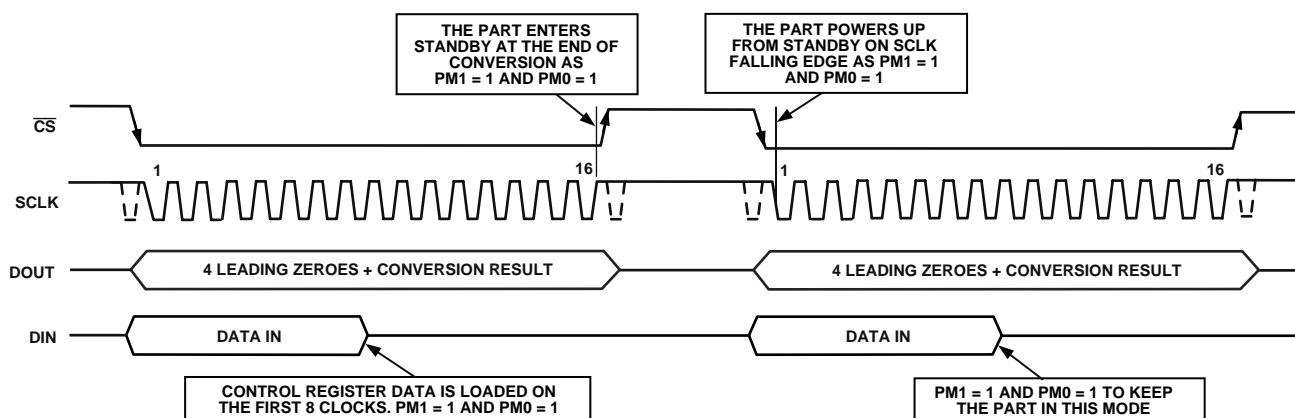 THE PART ENTERS
STANDBY AT THE END OF
CONVERSION AS
PM1 = 1 AND PM0 = 1
THE PART POWERS UP
FROM STANDBY ON SCLK
FALLING EDGE AS PM1 = 1
AND PM0 = 1
CS
1
16
1
16
SCLK
DOUT
4 LEADING ZEROES + CONVERSION RESULT
4 LEADING ZEROES + CONVERSION RESULT
DIN
DATA IN
DATA IN
CONTROL REGISTER DATA IS LOADED ON
THE FIRST 8 CLOCKS. PM1 = 1 AND PM0 = 1
PM1 = 1 AND PM0 = 1 TO KEEP
THE PART IN THIS MODE